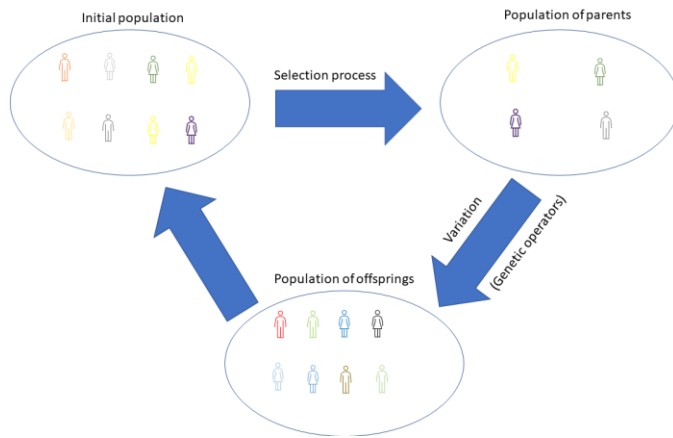 Initial population
Population of parents
Selection process
Variation
(Genetic operators)
Population of offsprings